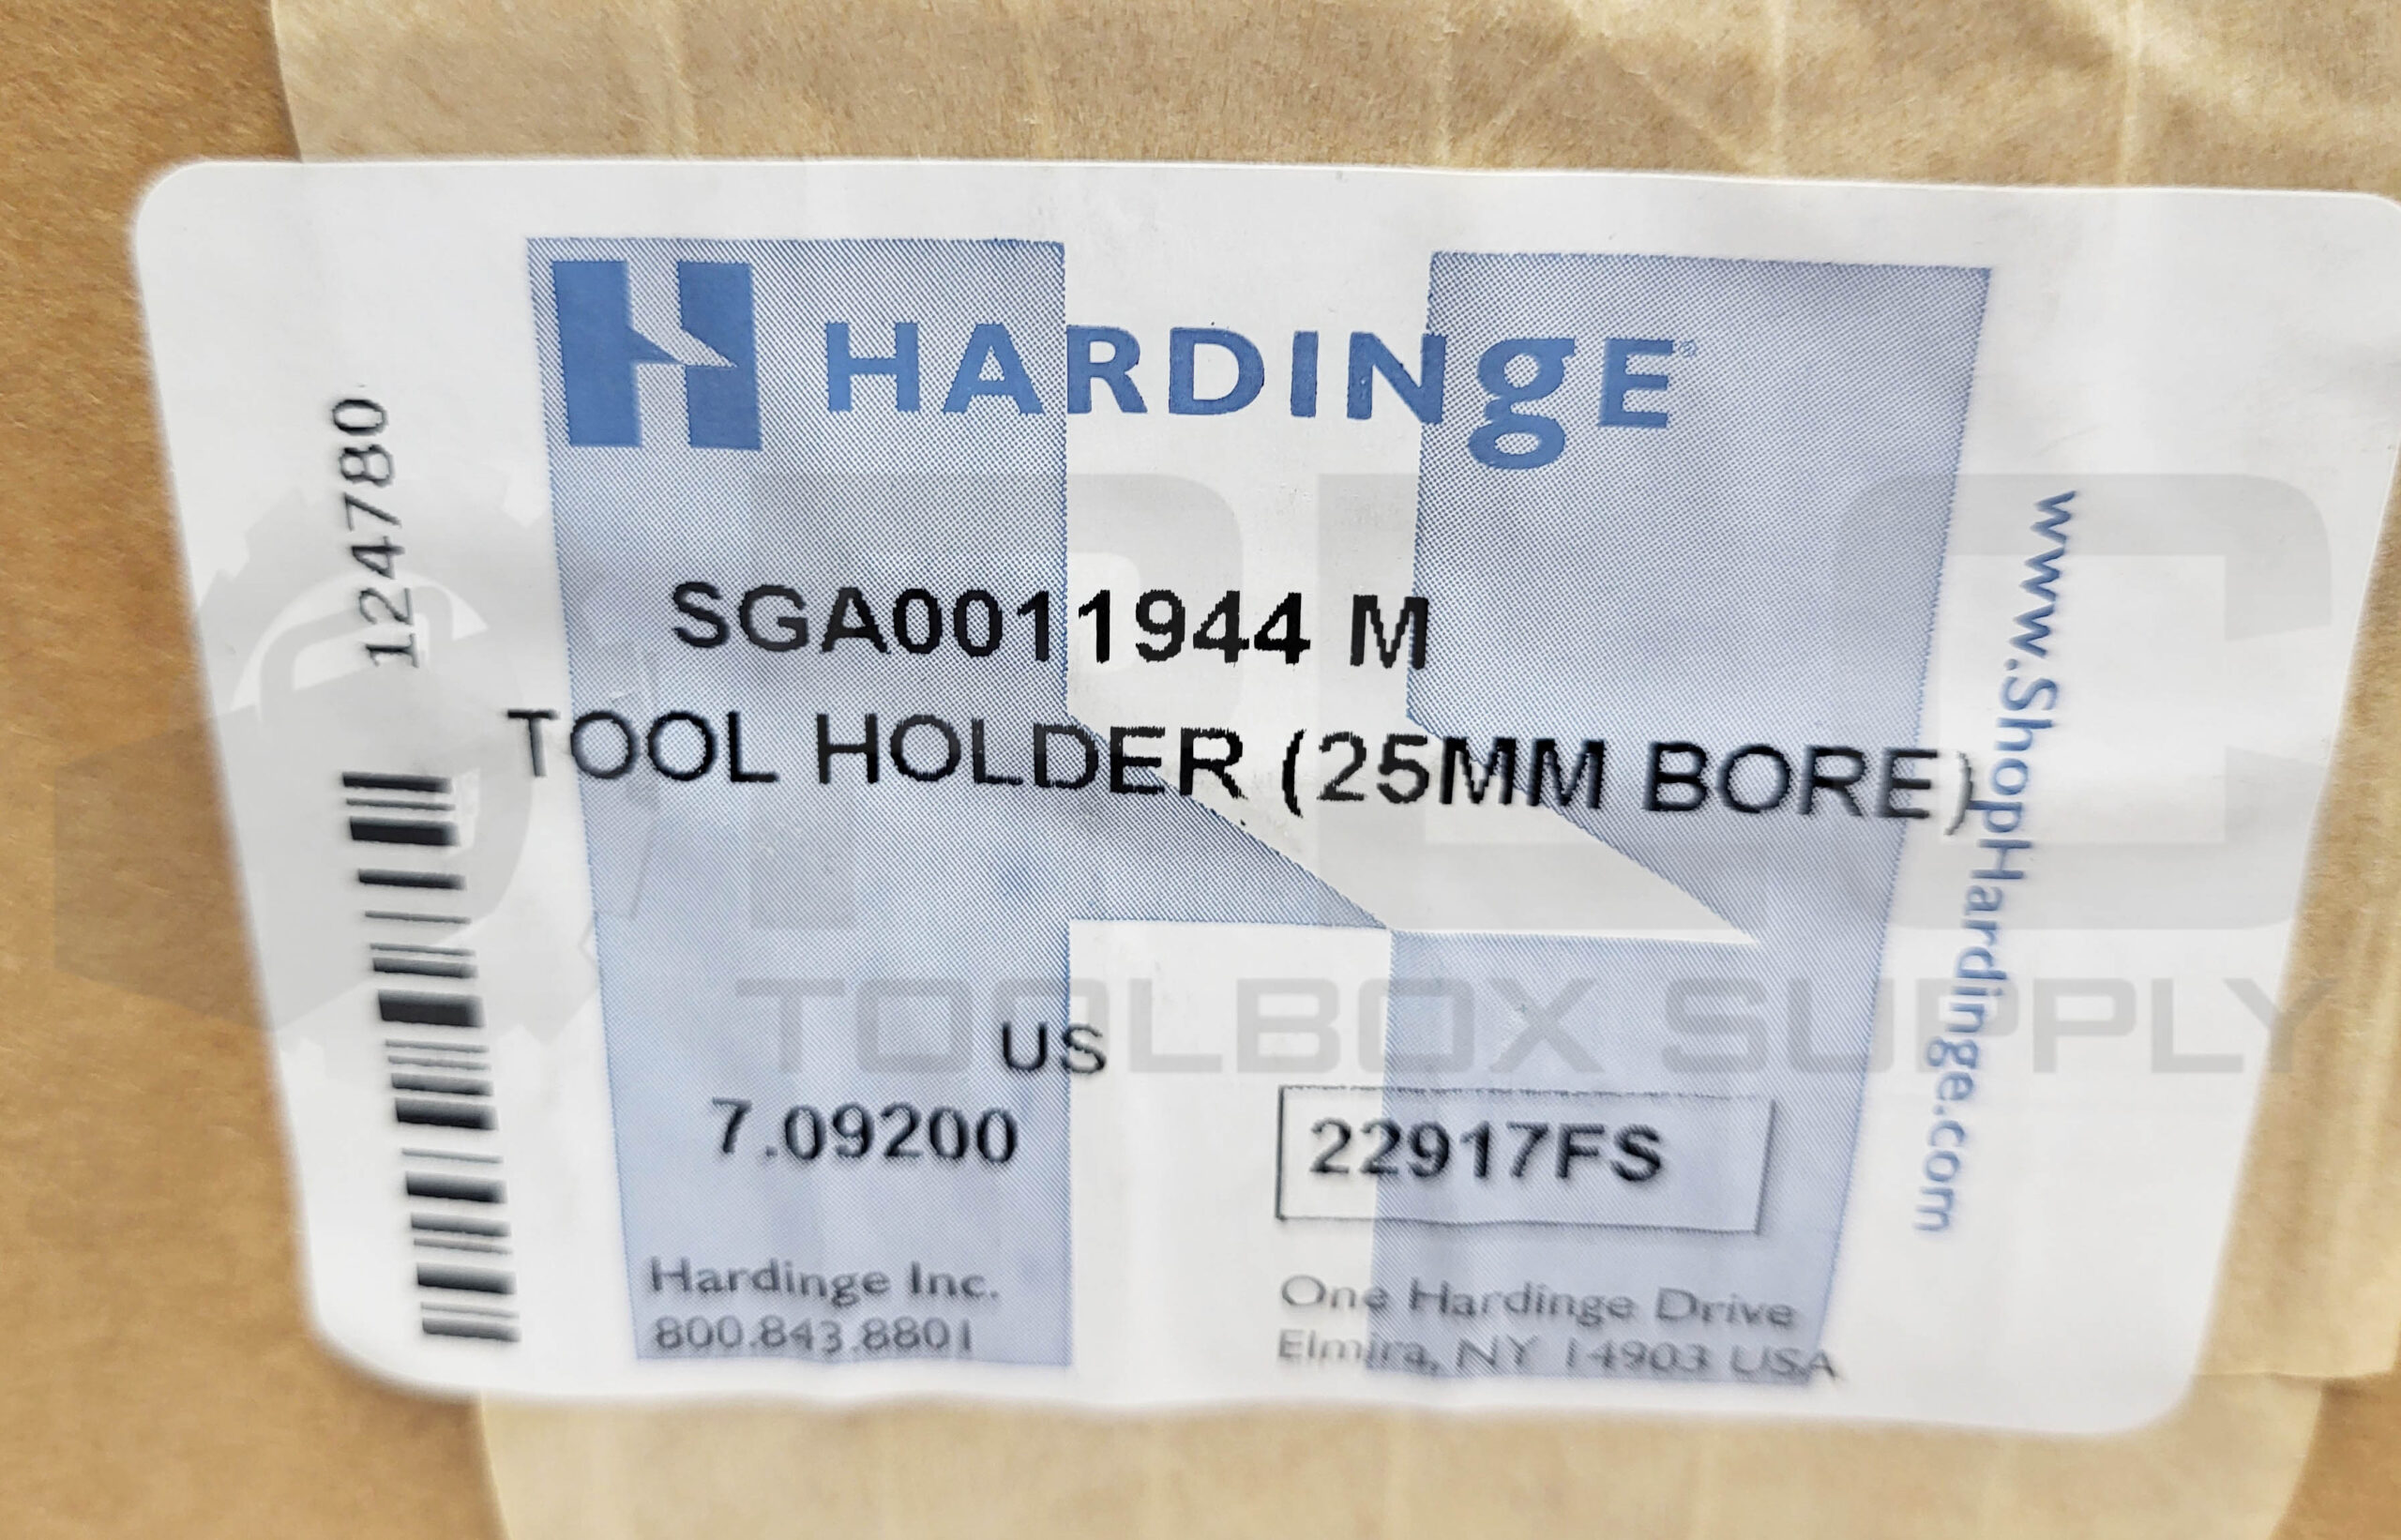 HARDINgE®
1247780
SGA0011944 M
TOOL HOLDER (25MM BORE)
www.ShopHardinge.com
US
7.09200
22917FS
Hardinge Inc.
800.843.8801
One Hardinge Drive
Elmira, NY 14903 USA
PLC
TOOLBOX SUPPLY